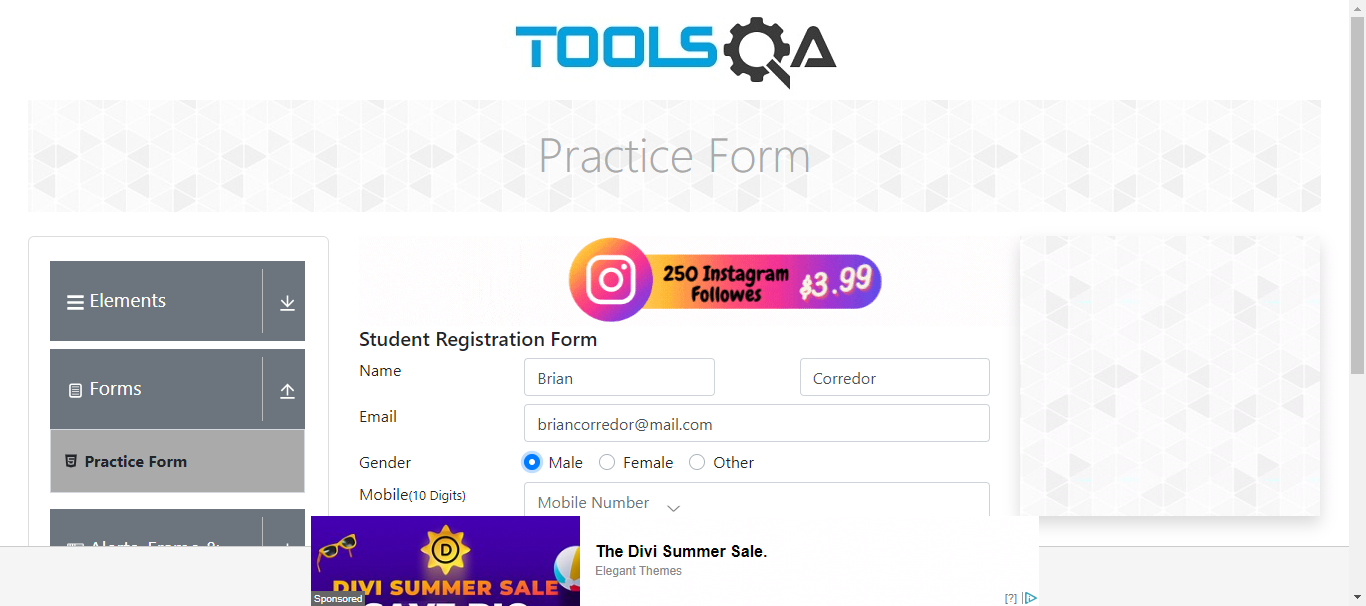 TOOLSQA
Practice Form
Elements
Forms
Practice Form
250 Instagram
Followes
$3.99
Student Registration Form
Name
Brian
Corredor
Email
briancorredor@mail.com
Gender
Male
Female
Other
Mobile(10 Digits)
Mobile Number
Alerts, Frame &
DIVI SUMMER SALE
SAVE BIG
Sponsored
The Divi Summer Sale.
Elegant Themes
[?]